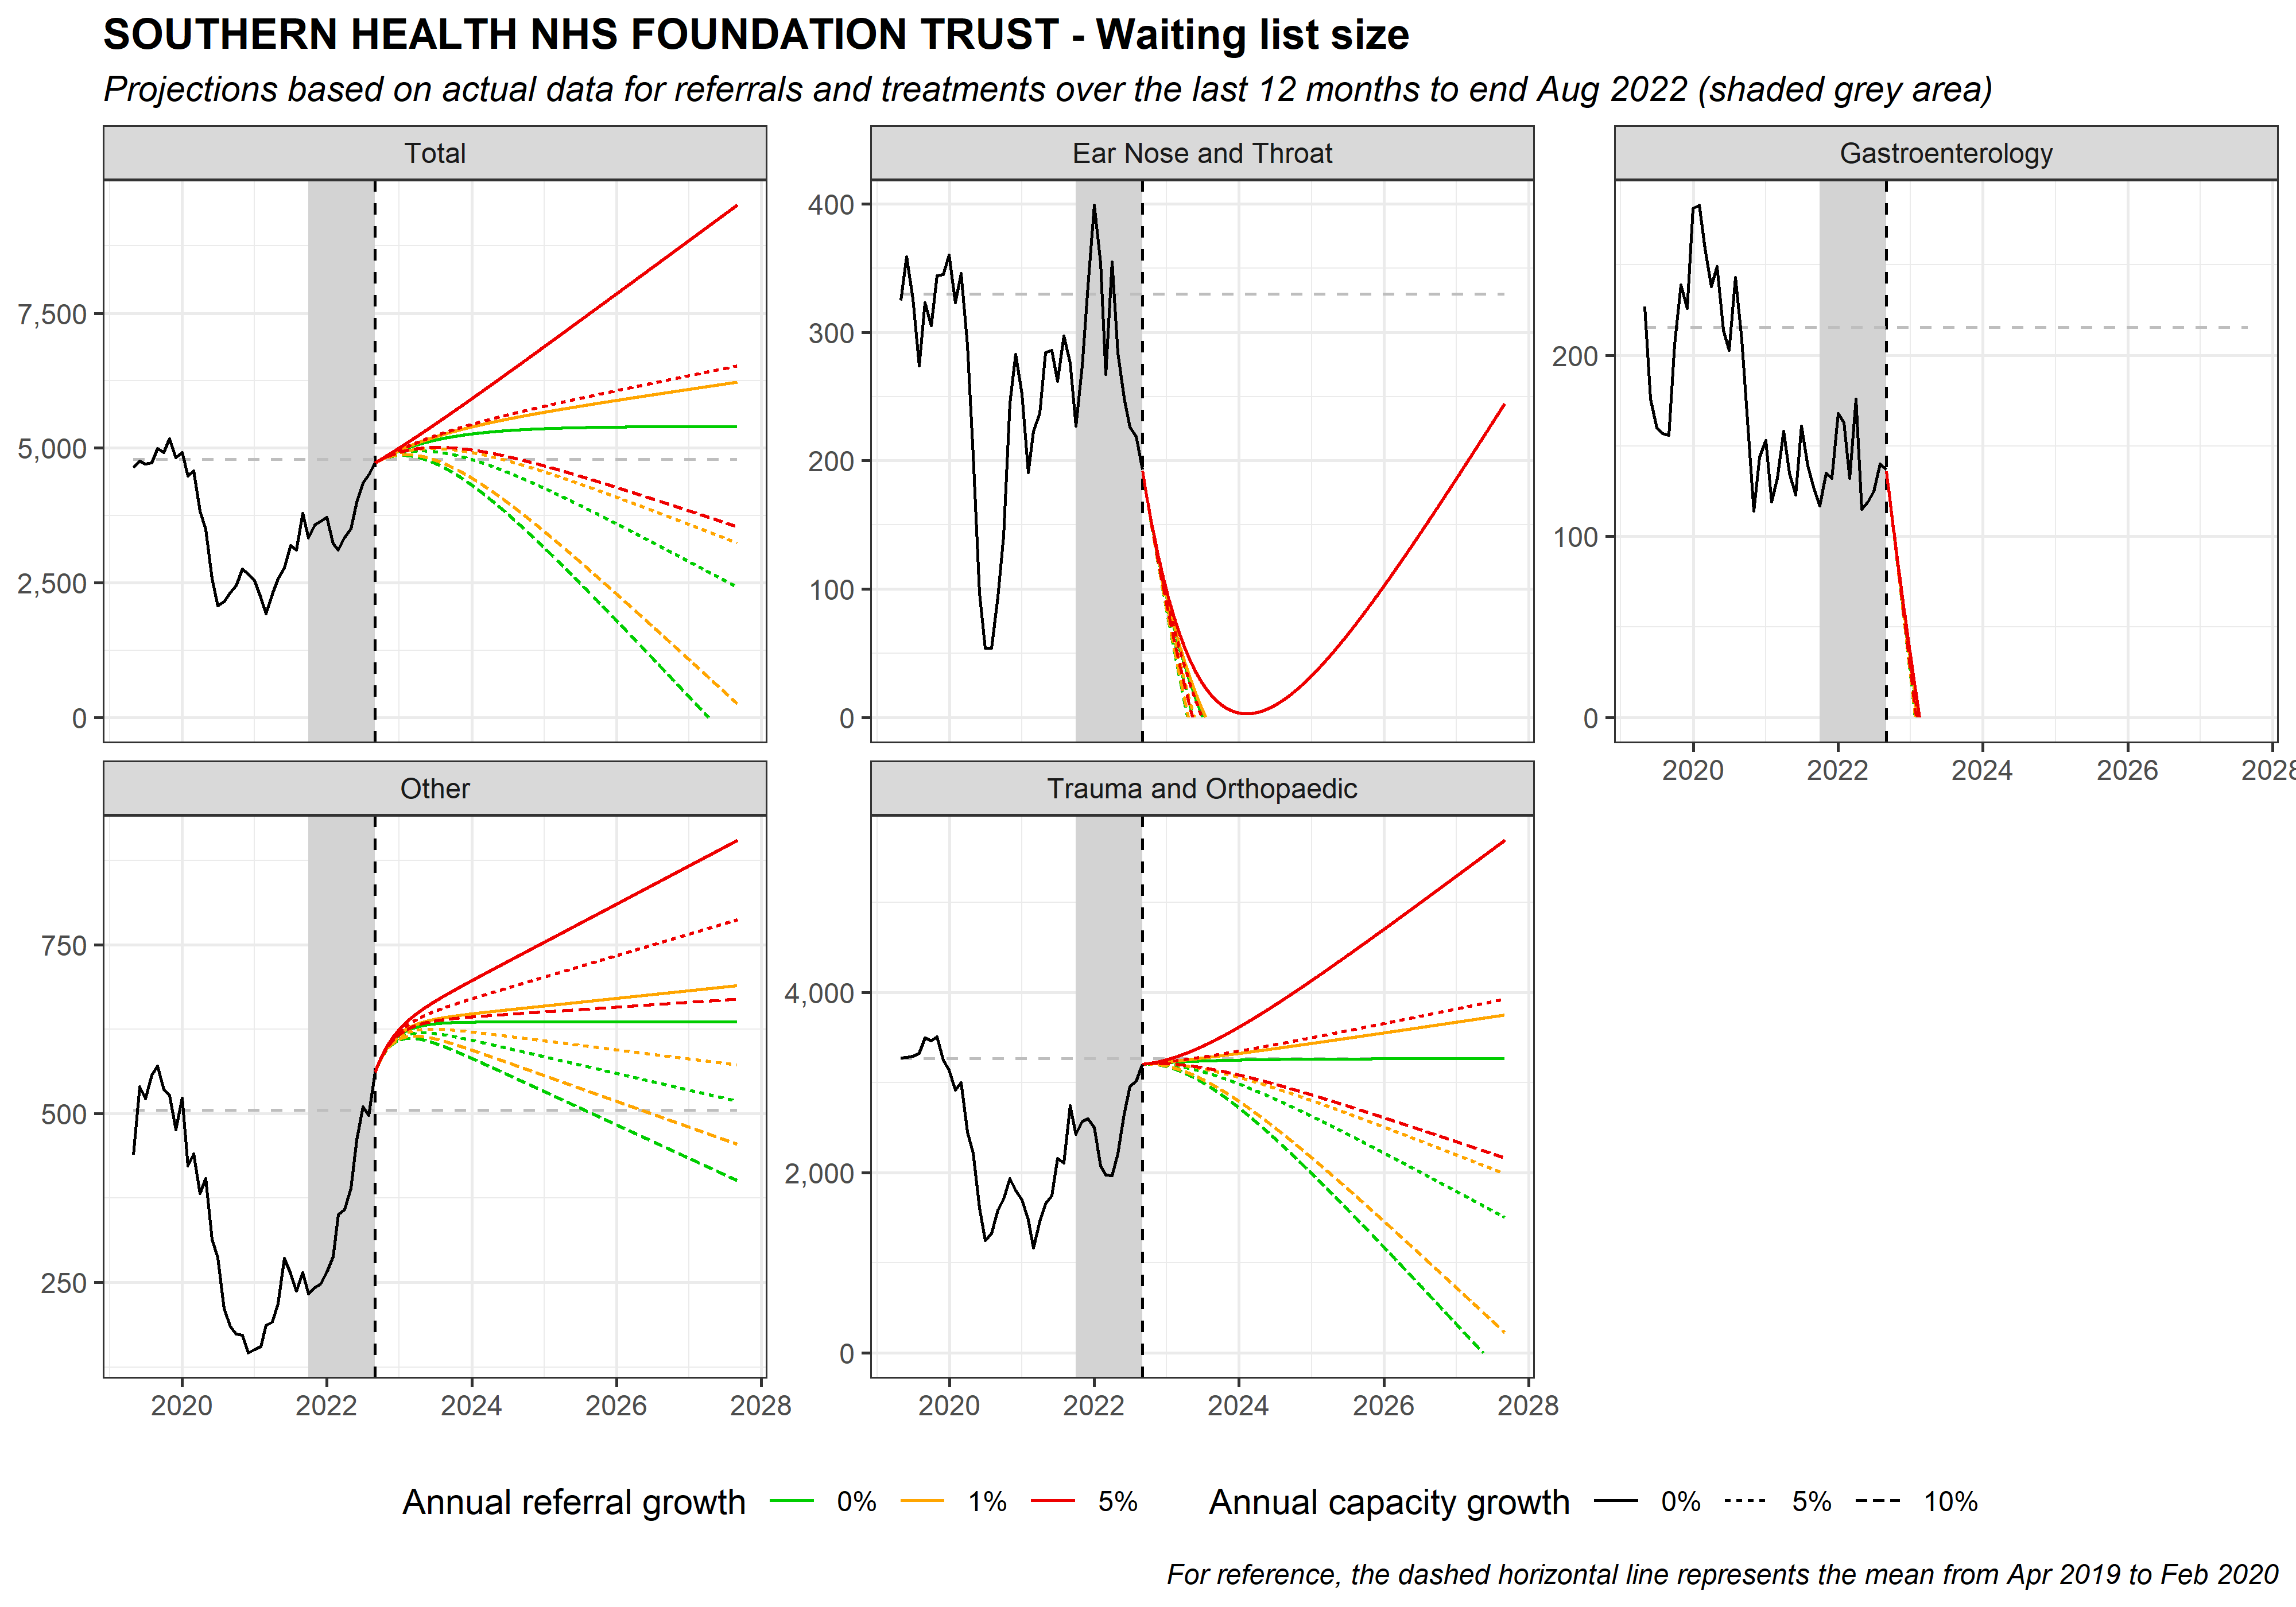 SOUTHERN HEALTH NHS FOUNDATION TRUST - Waiting list size
Projections based on actual data for referrals and treatments over the last 12 months to end Aug 2022 (shaded grey area)
Total
7,500
5,000
2,500
0
Ear Nose and Throat
400
300
200
100
0
Gastroenterology
200
100
0
2020 2022 2024 2026 2028
Other
750
500
250
2020 2022 2024 2026 2028
Trauma and Orthopaedic
4,000
2,000
0
2020 2022 2024 2026 2028
Annual referral growth 0% 1% 5% Annual capacity growth 0% 5% 10%
For reference, the dashed horizontal line represents the mean from Apr 2019 to Feb 2020